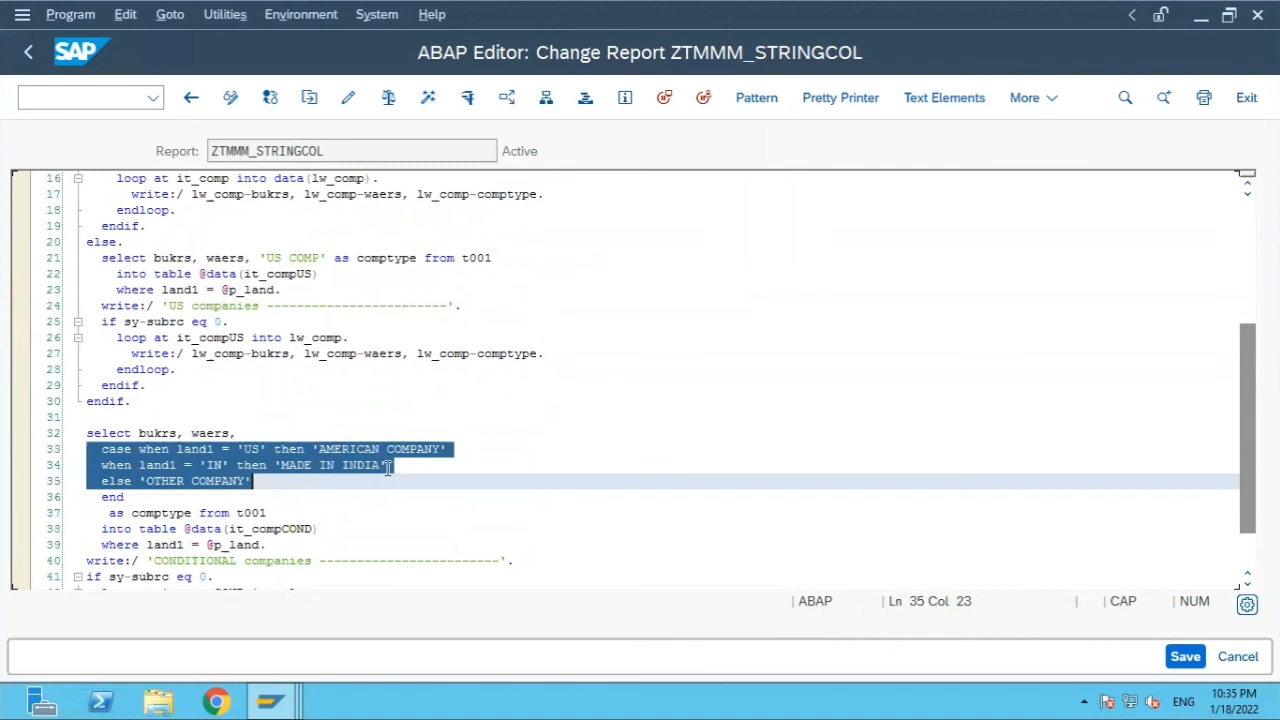 Program Edit Goto Utilities Environment System Help
SAP ABAP Editor: Change Report ZTMMM_STRINGCOL
Pattern Pretty Printer Text Elements More Exit
Report: ZTMMM_STRINGCOL Active
16 loop at it_comp into data(lw_comp).
17 write:/ lw_comp-bukrs, lw_comp-waers, lw_comp-comptype.
18 endloop.
19 endif.
20 else.
21 select bukrs, waers, 'US COMP' as comptype from t001
22 into table @data(it_compUS)
23 where land1 = @p_land.
24 write:/ 'US companies ------------------------'.
25 if sy-subrc eq 0.
26 loop at it_compUS into lw_comp.
27 write:/ lw_comp-bukrs, lw_comp-waers, lw_comp-comptype.
28 endloop.
29 endif.
30 endif.
31
32 select bukrs, waers,
33 case when land1 = 'US' then 'AMERICAN COMPANY'
34 when land1 = 'IN' then 'MADE IN INDIA'
35 else 'OTHER COMPANY'
36 end
37 as comptype from t001
38 into table @data(it_compCOND)
39 where land1 = @p_land.
40 write:/ 'CONDITIONAL companies ------------------------'.
41 if sy-subrc eq 0.
ABAP Ln 35 Col 23 CAP NUM
Save Cancel
ENG 10:35 PM
1/18/2022